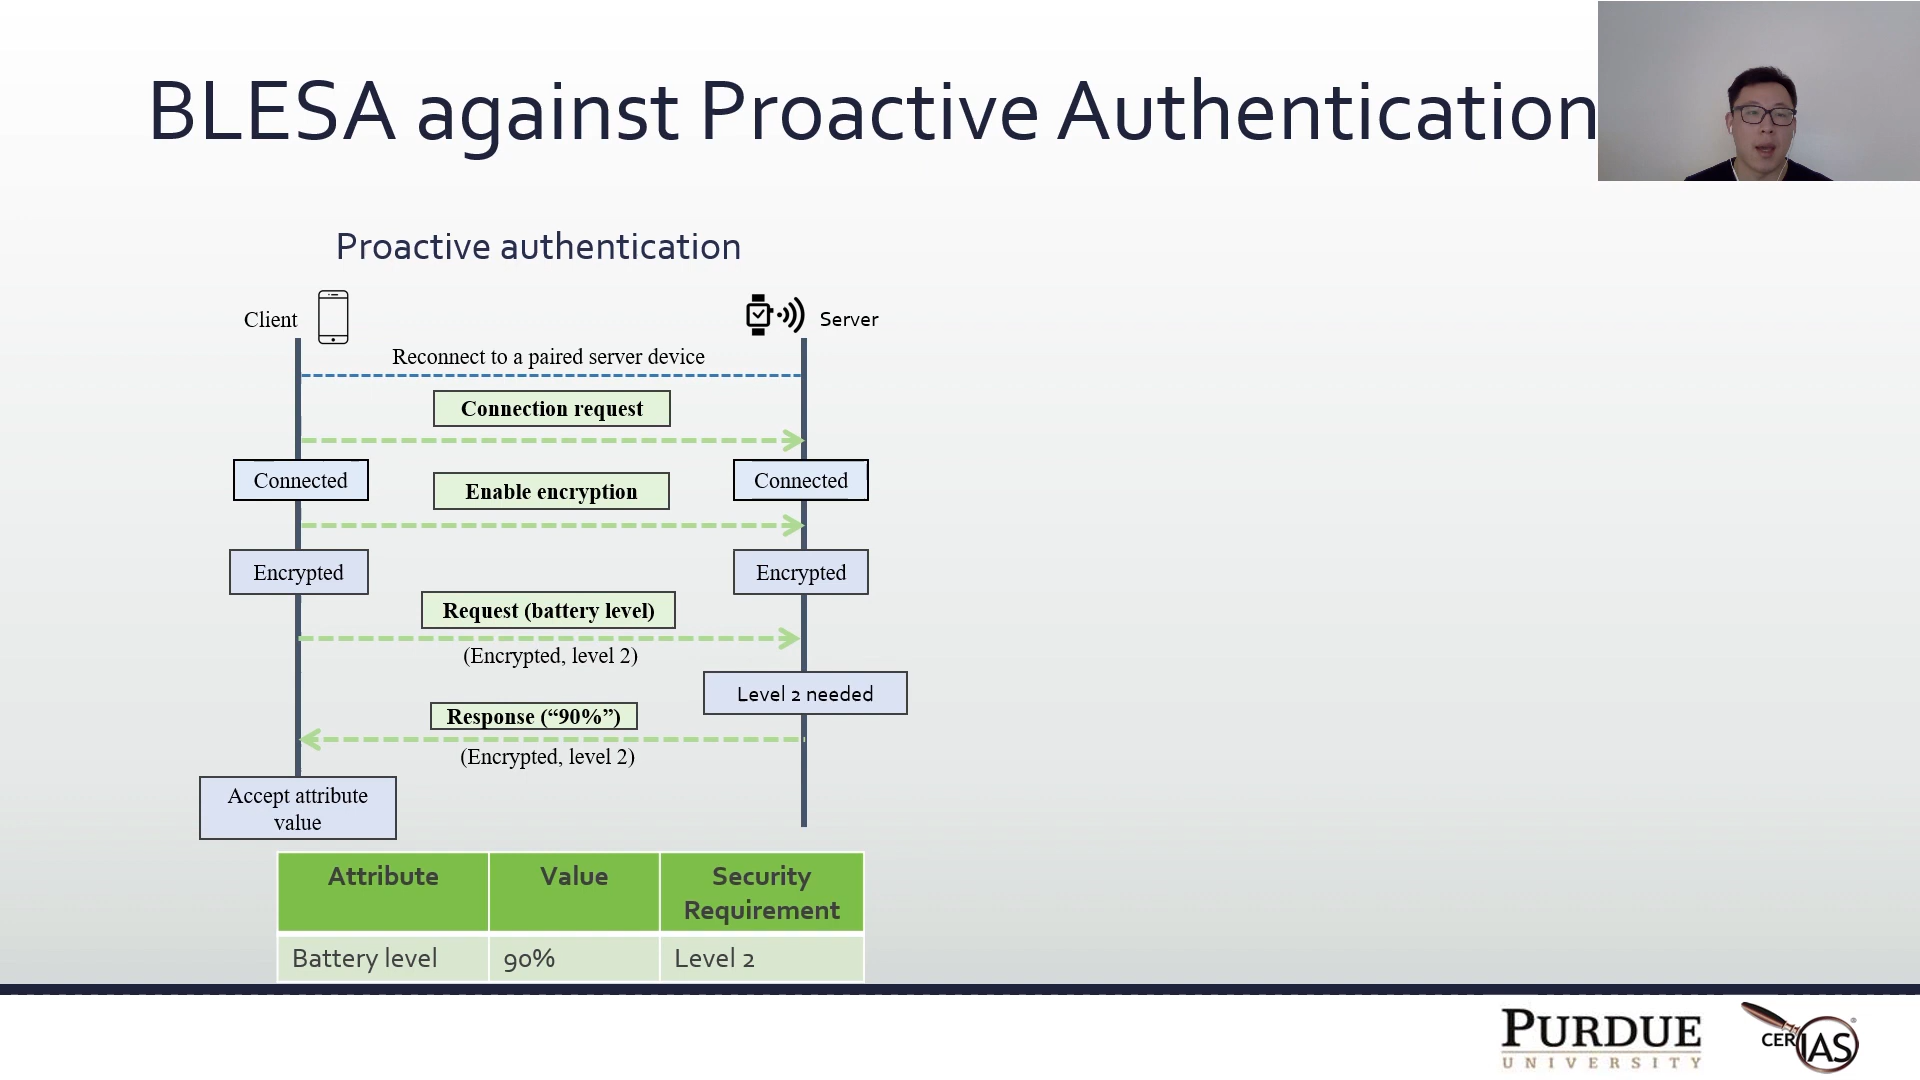 BLESA against Proactive Authentication
Proactive authentication
Client
Server
Reconnect to a paired server device
Connection request
Connected
Connected
Enable encryption
Encrypted
Encrypted
Request (battery level)
(Encrypted, level 2)
Level 2 needed
Response (“90%”)
(Encrypted, level 2)
Accept attribute
value
Attribute Value Security
Requirement
Battery level 90% Level 2
PURDUE
UNIVERSITY
CERIAS